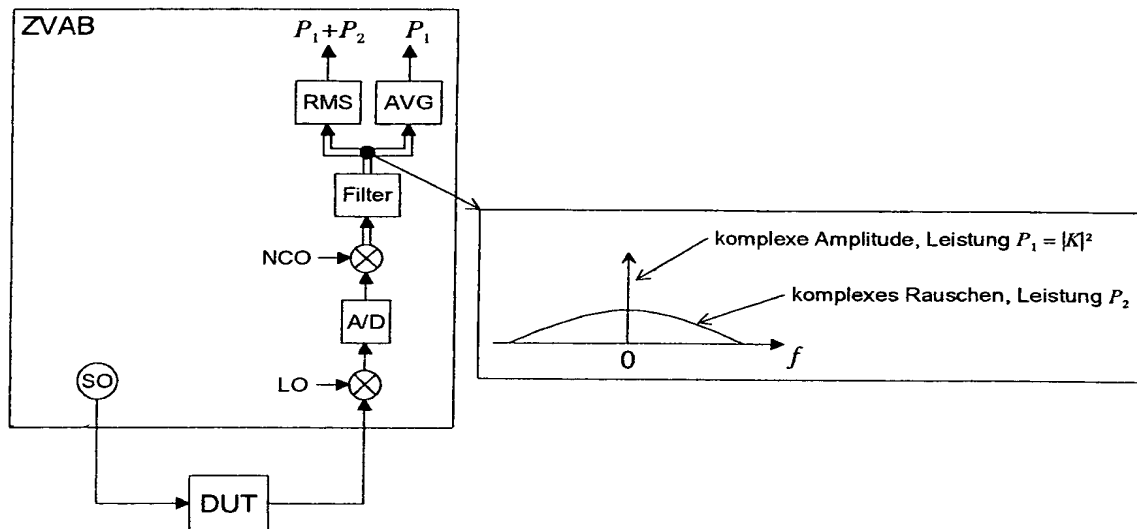 ZVAB
P₁+P₂
P₁
RMS
AVG
Filter
NCO
A/D
LO
SO
DUT
komplexe Amplitude, Leistung P₁ = |K|²
komplexes Rauschen, Leistung P₂
0
f